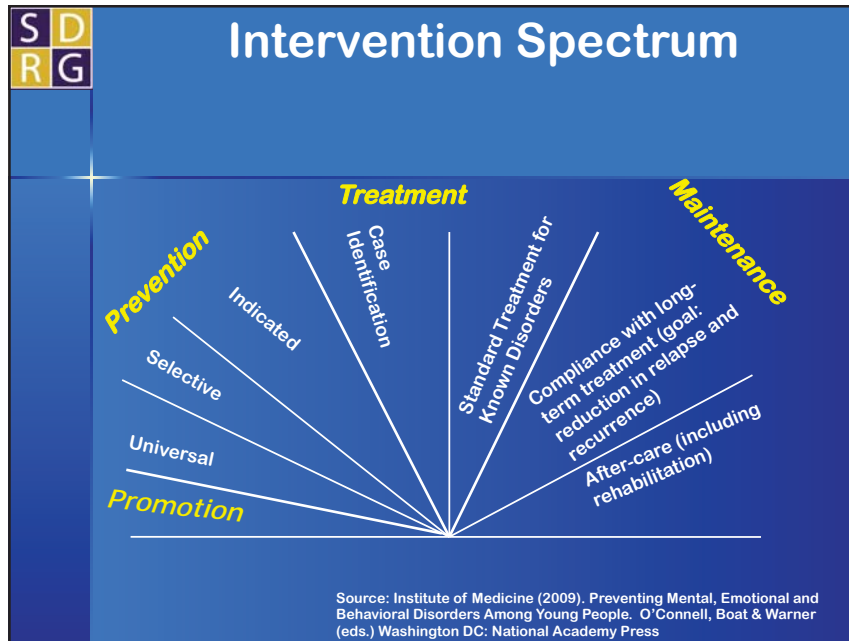 S D
R G
Intervention Spectrum
Treatment
Maintenance
Prevention
Case
Identification
Standard Treatment for
Known Disorders
Indicated
Compliance with long-
term treatment (goal:
reduction in relapse and
recurrence)
Selective
After-care (including
rehabilitation)
Universal
Promotion
Source: Institute of Medicine (2009). Preventing Mental, Emotional and
Behavioral Disorders Among Young People.  O'Connell, Boat & Warner
(eds.) Washington DC: National Academy Press